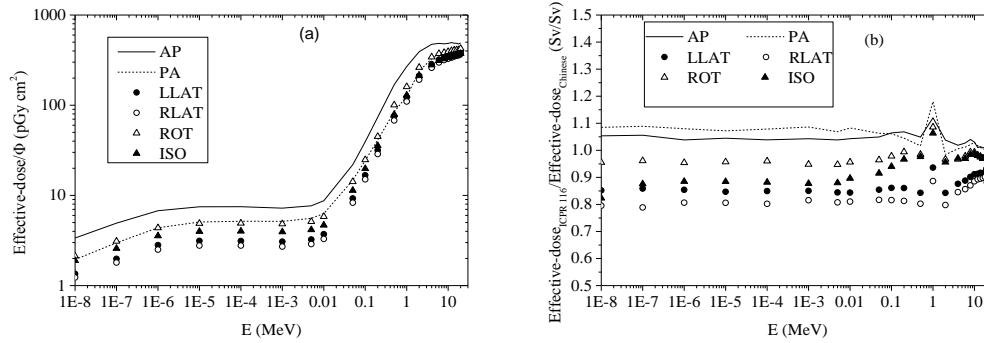 (a)
1000
100
10
1
Effective-dose/Φ (pGy cm²)
AP
PA
LLAT
RLAT
ROT
ISO
1E-8 1E-7 1E-6 1E-5 1E-4 1E-3 0.01 0.1 1 10
E (MeV)
(b)
1.5
1.4
1.3
1.2
1.1
1.0
0.9
0.8
0.7
0.6
0.5
Effective-dose ICPR 116/Effective-dose Chinese (Sv/Sv)
AP PA
LLAT RLAT
ROT ISO
1E-8 1E-7 1E-6 1E-5 1E-4 1E-3 0.01 0.1 1 10
E (MeV)